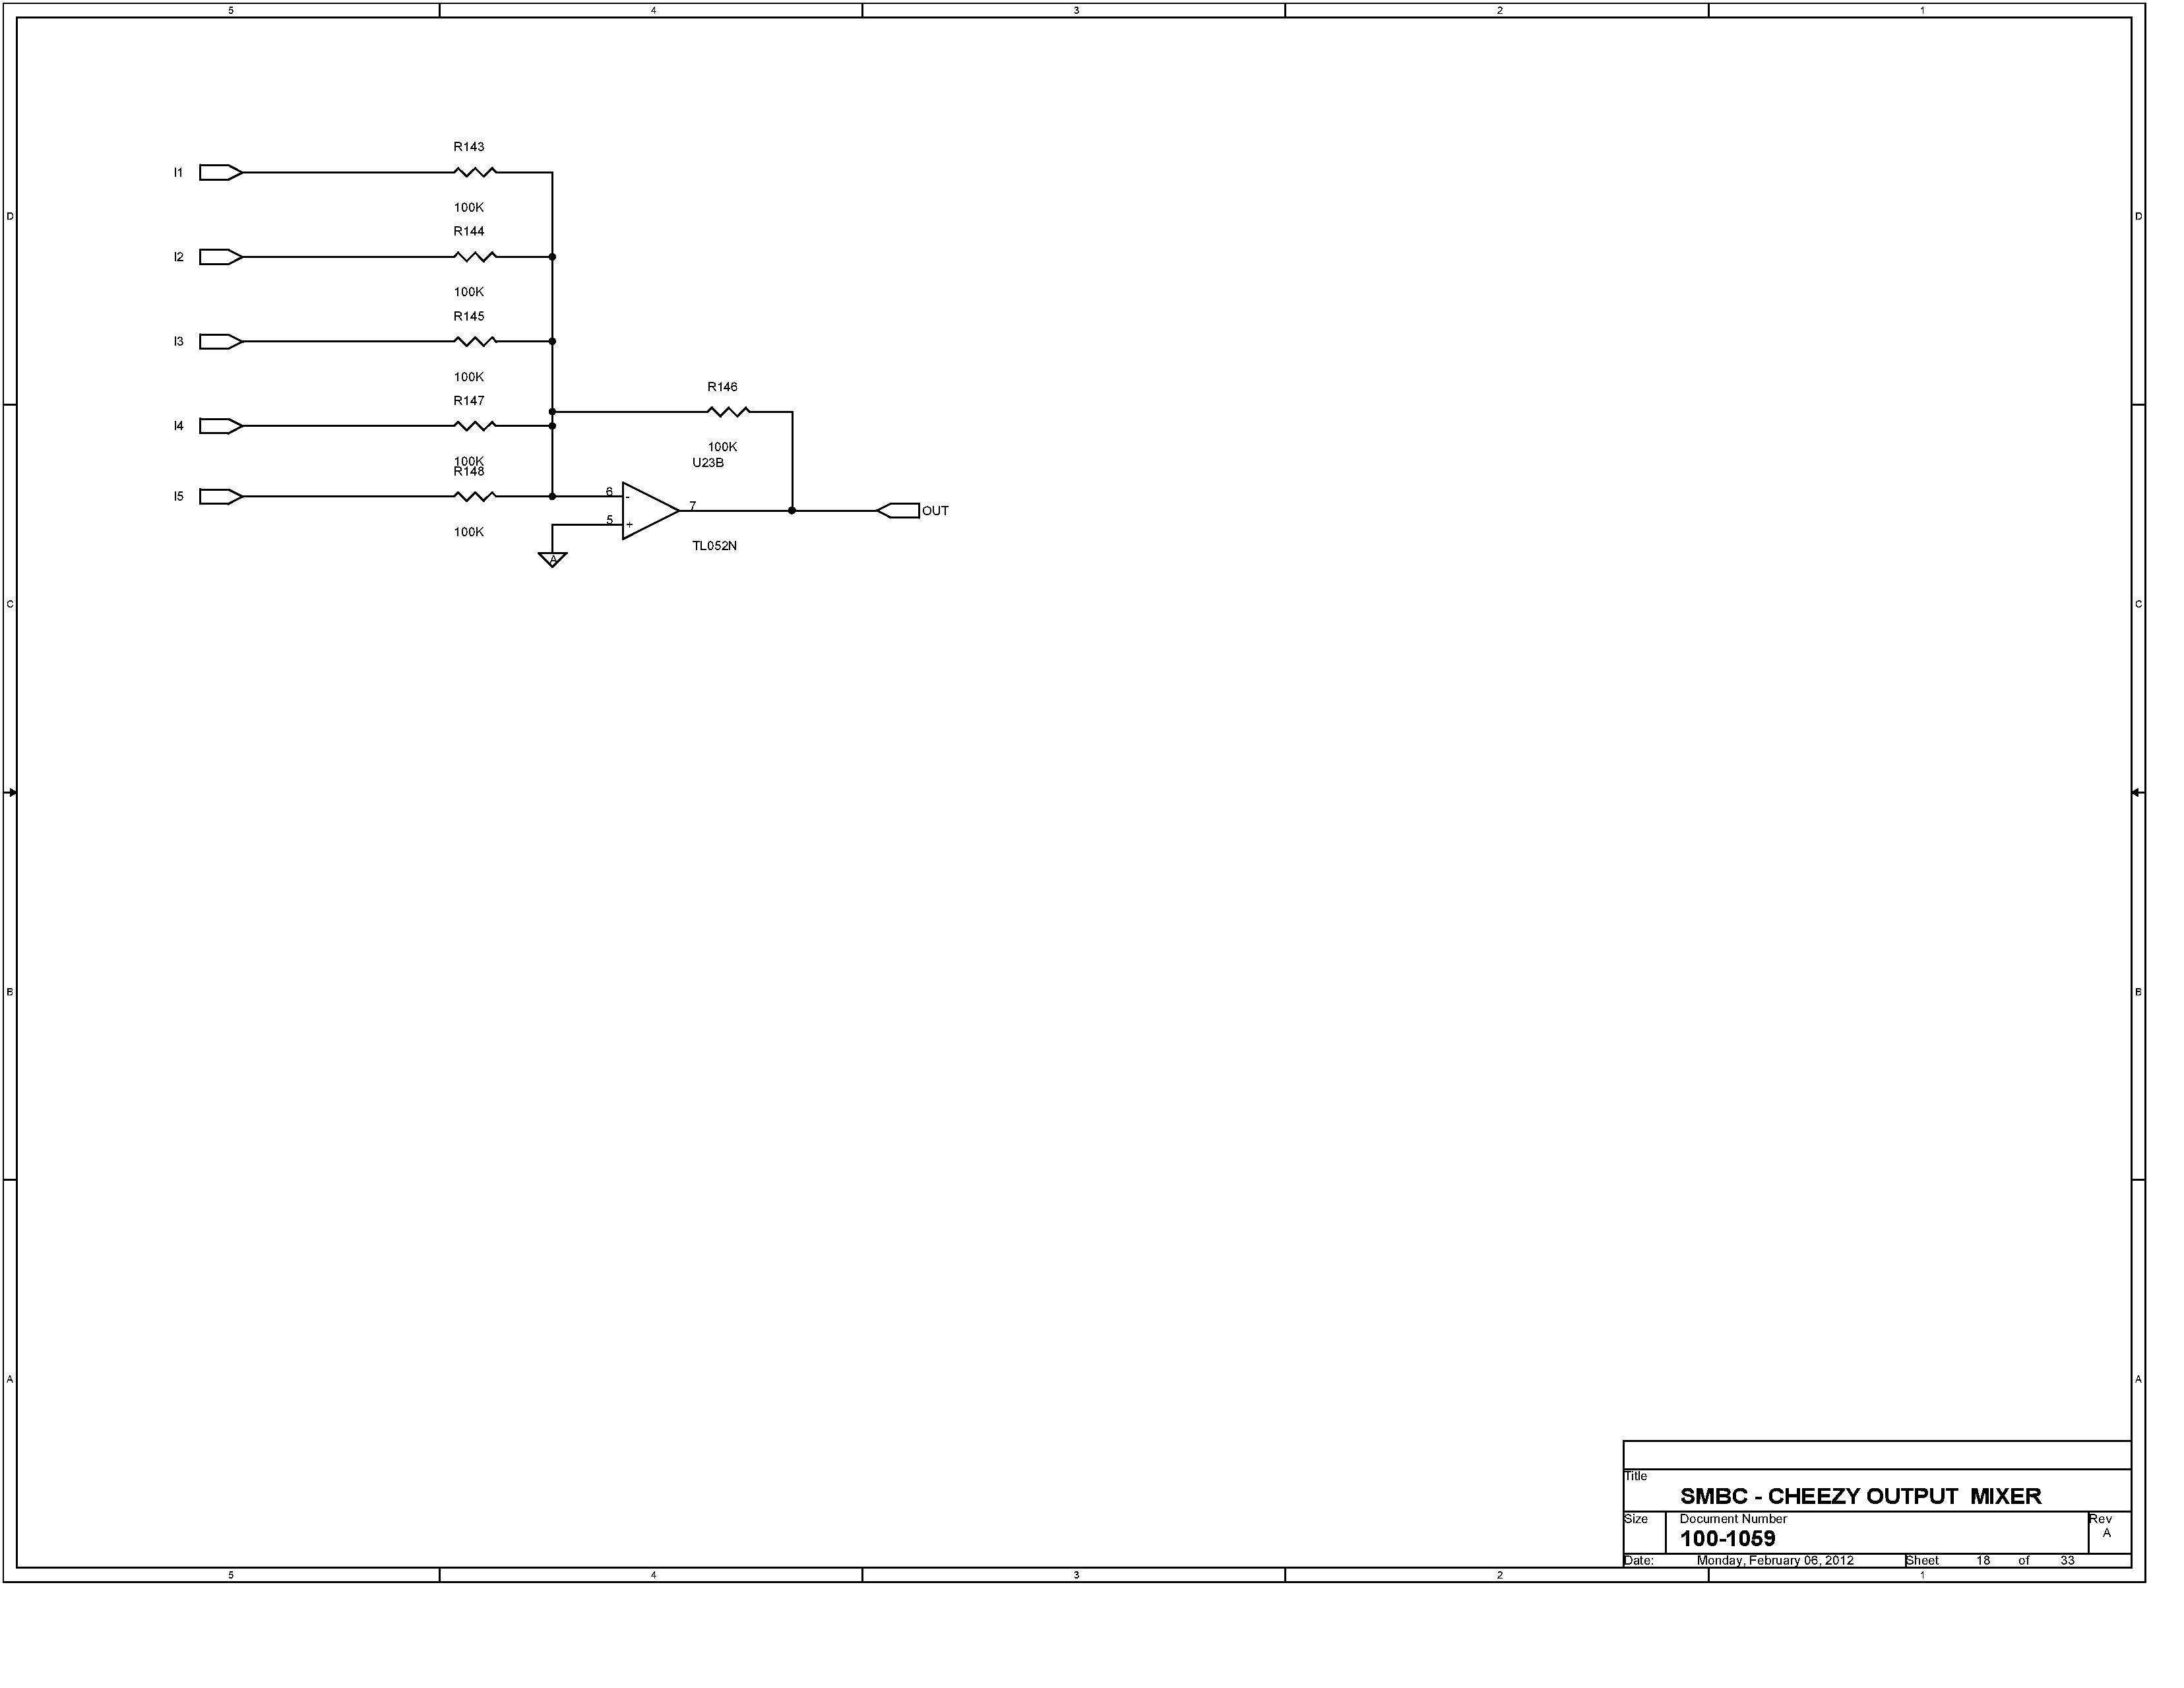 5 4 3 2 1
R143
I1
100K
D D
R144
I2
100K
R145
I3
100K
R146
R147
I4
100K
100K
U23B
R148
I5
6
-
7
OUT
5
+
100K
TL052N
A
C C
B B
A A
Title
SMBC - CHEEZY OUTPUT MIXER
Size Document Number Rev
100-1059 A
Date: Monday, February 06, 2012 Sheet 18 of 33
5 4 3 2 1